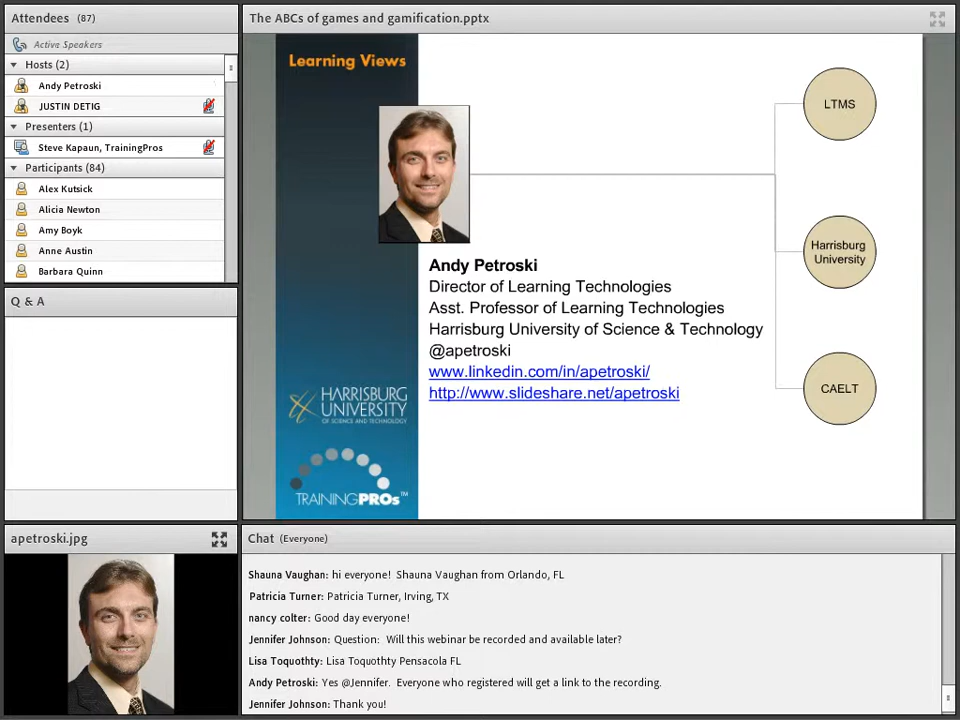 Attendees (87)
Active Speakers
Hosts (2)
Andy Petroski
JUSTIN DETIG
Presenters (1)
Steve Kapaun, TrainingPros
Participants (84)
Alex Kutsick
Alicia Newton
Amy Boyk
Anne Austin
Barbara Quinn
Q & A
apetroski.jpg
The ABCs of games and gamification.pptx
Learning Views
Andy Petroski
Director of Learning Technologies
Asst. Professor of Learning Technologies
Harrisburg University of Science & Technology
@apetroski
www.linkedin.com/in/apetroski/
http://www.slideshare.net/apetroski
LTMS
Harrisburg
University
CAELT
HARRISBURG
UNIVERSITY
OF SCIENCE AND TECHNOLOGY
TRAININGPROs™
Chat (Everyone)
Shauna Vaughan: hi everyone!  Shauna Vaughan from Orlando, FL
Patricia Turner: Patricia Turner, Irving, TX
nancy colter: Good day everyone!
Jennifer Johnson: Question:  Will this webinar be recorded and available later?
Lisa Toquothty: Lisa Toquothty Pensacola FL
Andy Petroski: Yes @Jennifer.  Everyone who registered will get a link to the recording.
Jennifer Johnson: Thank you!